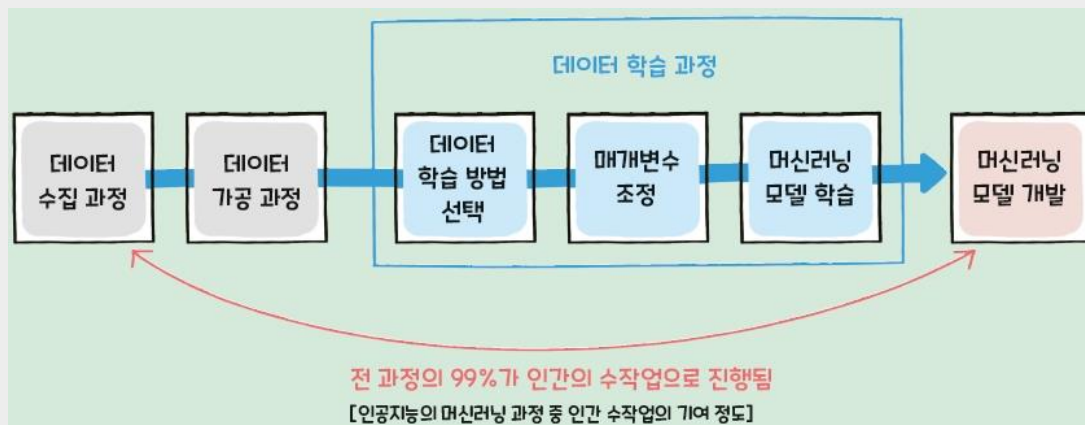 데이터 학습 과정
데이터
수집 과정
데이터
가공 과정
데이터
학습 방법
선택
매개변수
조정
머신러닝
모델 학습
머신러닝
모델 개발
전 과정의 99%가 인간의 수작업으로 진행됨
[인공지능의 머신러닝 과정 중 인간 수작업의 기여 정도]